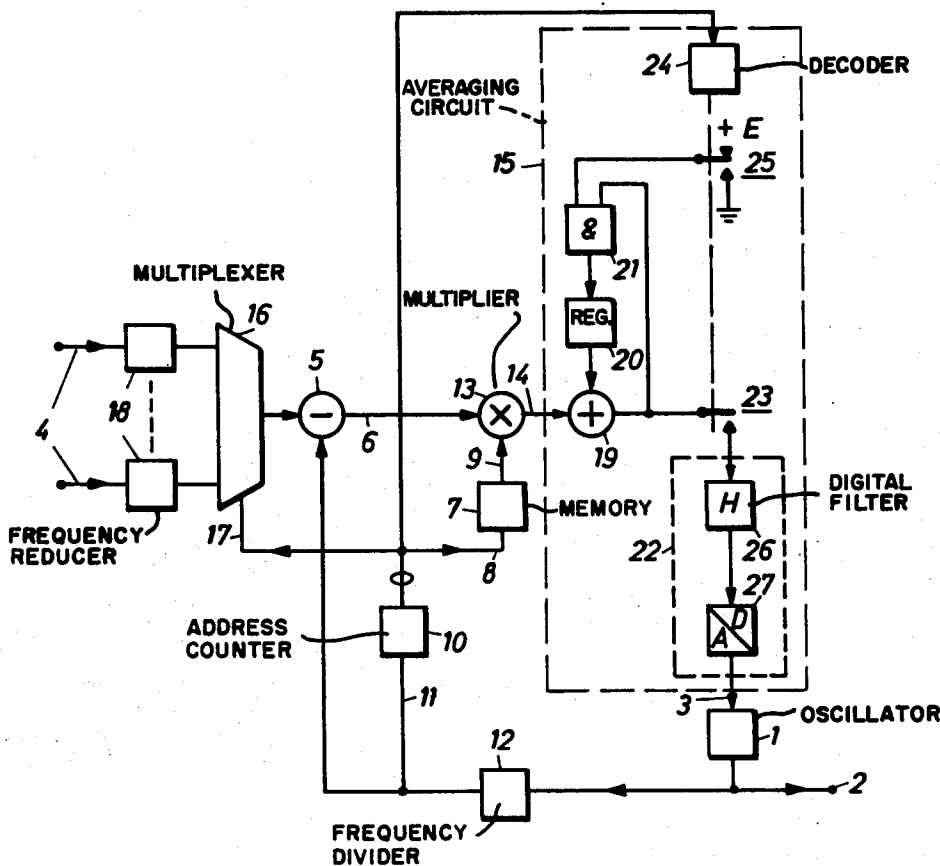 24
DECODER
AVERAGING
CIRCUIT
+ E
15
25
&
21
MULTIPLEXER
16
MULTIPLIER
REG.
20
5
13
14
23
18
−
×
+
4
6
19
9
DIGITAL
FILTER
H
7
MEMORY
26
FREQUENCY
REDUCER
17
8
22
27
D
A
ADDRESS
COUNTER
10
11
3
OSCILLATOR
1
12
2
FREQUENCY
DIVIDER